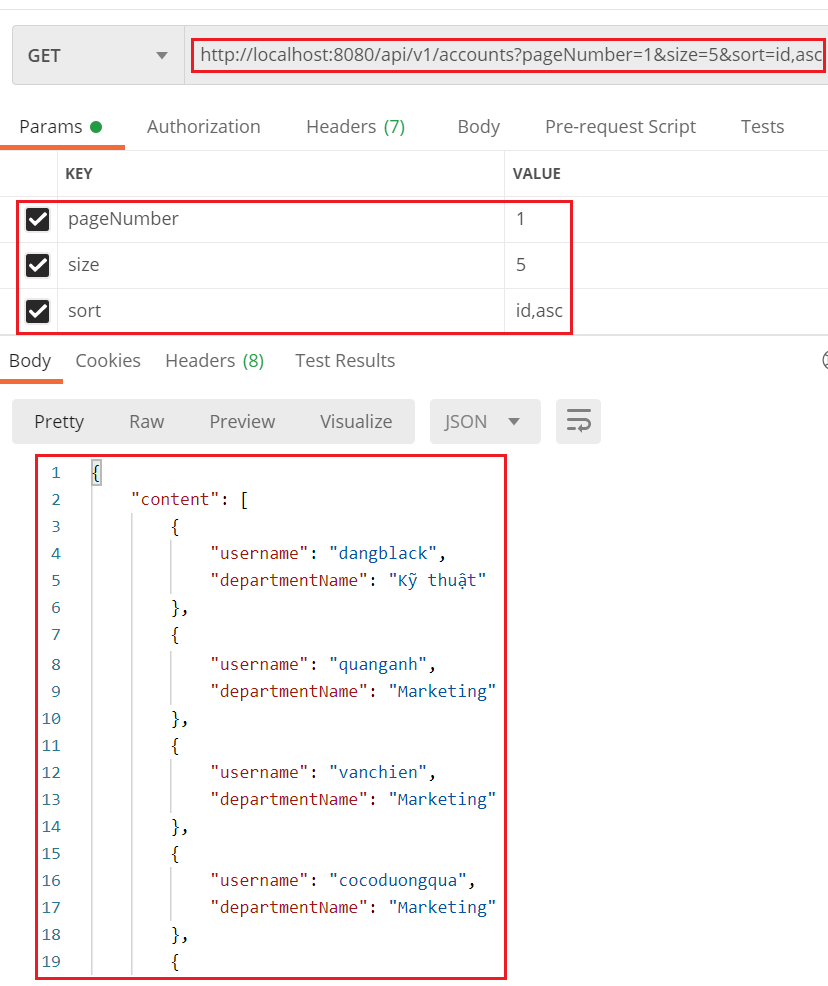 GET http://localhost:8080/api/v1/accounts?pageNumber=1&size=5&sort=id,asc
Params Authorization Headers (7) Body Pre-request Script Tests
KEY VALUE
pageNumber 1
size 5
sort id,asc
Body Cookies Headers (8) Test Results
Pretty Raw Preview Visualize JSON
1 {
2 "content": [
3 {
4 "username": "dangblack",
5 "departmentName": "Kỹ thuật"
6 },
7 {
8 "username": "quanganh",
9 "departmentName": "Marketing"
10 },
11 {
12 "username": "vanchien",
13 "departmentName": "Marketing"
14 },
15 {
16 "username": "cocoduongqua",
17 "departmentName": "Marketing"
18 },
19 {